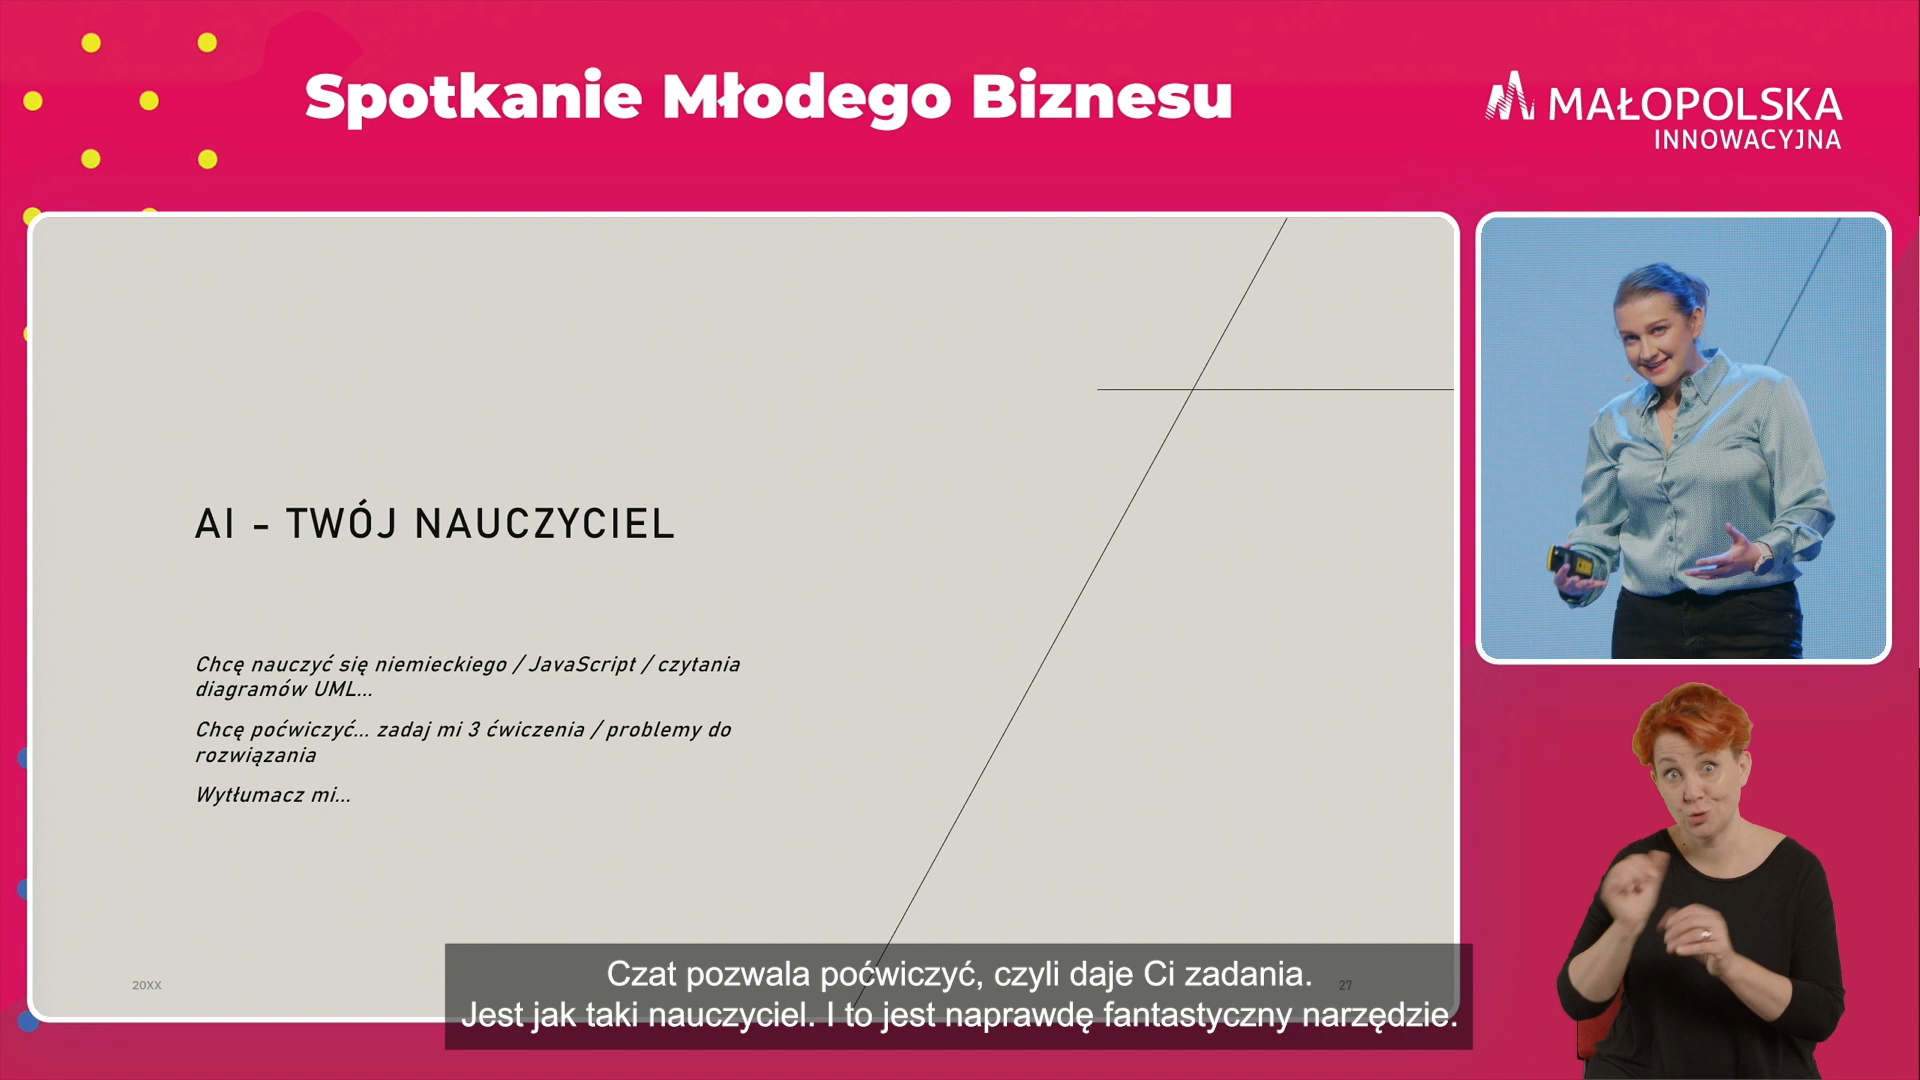 Spotkanie Młodego Biznesu
MAŁOPOLSKA
INNOWACYJNA
AI - TWÓJ NAUCZYCIEL
Chcę nauczyć się niemieckiego / JavaScript / czytania
diagramów UML...
Chcę poćwiczyć... zadaj mi 3 ćwiczenia / problemy do
rozwiązania
Wytłumacz mi...
20XX
27
Czat pozwala poćwiczyć, czyli daje Ci zadania.
Jest jak taki nauczyciel. I to jest naprawdę fantastyczny narzędzie.